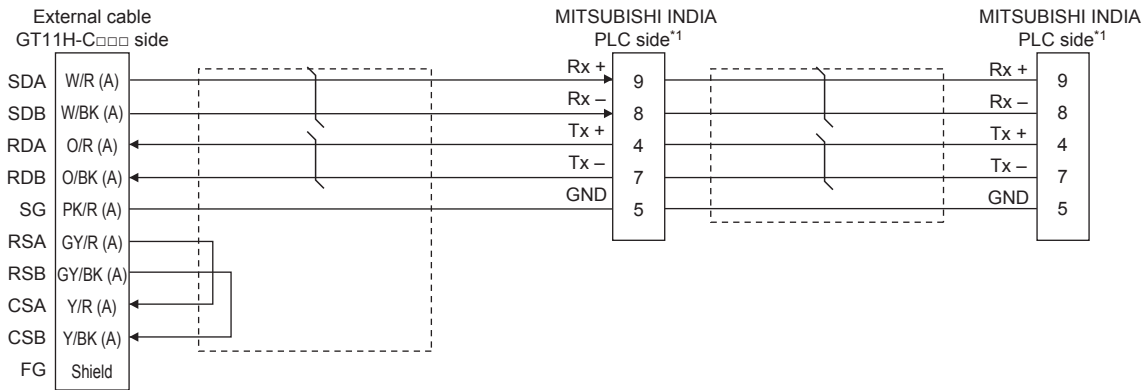 External cable
GT11H-C□□□ side
MITSUBISHI INDIA
PLC side*1
MITSUBISHI INDIA
PLC side*1
SDA W/R (A) Rx + 9 Rx + 9
SDB W/BK (A) Rx – 8 Rx – 8
RDA O/R (A) Tx + 4 Tx + 4
RDB O/BK (A) Tx – 7 Tx – 7
SG PK/R (A) GND 5 GND 5
RSA GY/R (A)
RSB GY/BK (A)
CSA Y/R (A)
CSB Y/BK (A)
FG Shield